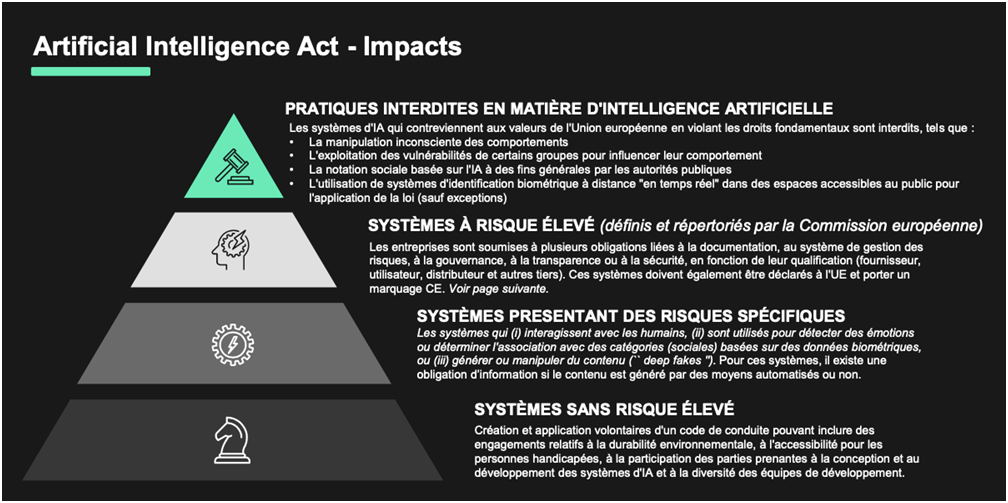 Artificial Intelligence Act - Impacts
PRATIQUES INTERDITES EN MATIÈRE D'INTELLIGENCE ARTIFICIELLE
Les systèmes d'IA qui contreviennent aux valeurs de l'Union européenne en violant les droits fondamentaux sont interdits, tels que :
• La manipulation inconsciente des comportements
• L'exploitation des vulnérabilités de certains groupes pour influencer leur comportement
• La notation sociale basée sur l'IA à des fins générales par les autorités publiques
• L'utilisation de systèmes d'identification biométrique à distance "en temps réel" dans des espaces accessibles au public pour
l'application de la loi (sauf exceptions)
SYSTÈMES À RISQUE ÉLEVÉ (définis et répertoriés par la Commission européenne)
Les entreprises sont soumises à plusieurs obligations liées à la documentation, au système de gestion des
risques, à la gouvernance, à la transparence ou à la sécurité, en fonction de leur qualification (fournisseur,
utilisateur, distributeur et autres tiers). Ces systèmes doivent également être déclarés à l'UE et porter un
marquage CE. Voir page suivante.
SYSTÈMES PRESENTANT DES RISQUES SPÉCIFIQUES
Les systèmes qui (i) interagissent avec les humains, (ii) sont utilisés pour détecter des émotions
ou déterminer l'association avec des catégories (sociales) basées sur des données biométriques,
ou (iii) générer ou manipuler du contenu (`` deep fakes "). Pour ces systèmes, il existe une
obligation d'information si le contenu est généré par des moyens automatisés ou non.
SYSTÈMES SANS RISQUE ÉLEVÉ
Création et application volontaires d'un code de conduite pouvant inclure des
engagements relatifs à la durabilité environnementale, à l'accessibilité pour les
personnes handicapées, à la participation des parties prenantes à la conception et au
développement des systèmes d'IA et à la diversité des équipes de développement.